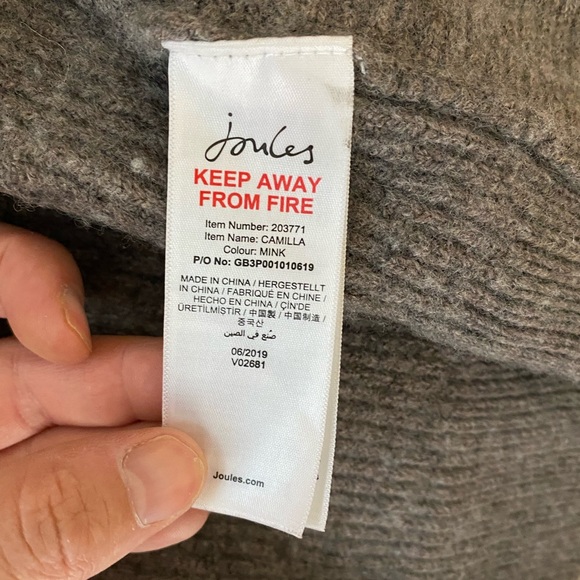 Joules
KEEP AWAY
FROM FIRE
Item Number: 203771
Item Name: CAMILLA
Colour: MINK
P/O No: GB3P001010619
MADE IN CHINA / HERGESTELLT
IN CHINA / FABRIQUÉ EN CHINE /
HECHO EN CHINA / ÇİN'DE
ÜRETİLMİŞTİR / 中国製 / 中国制造 /
중국산
صُنع في الصين
06/2019
V02681
Joules.com